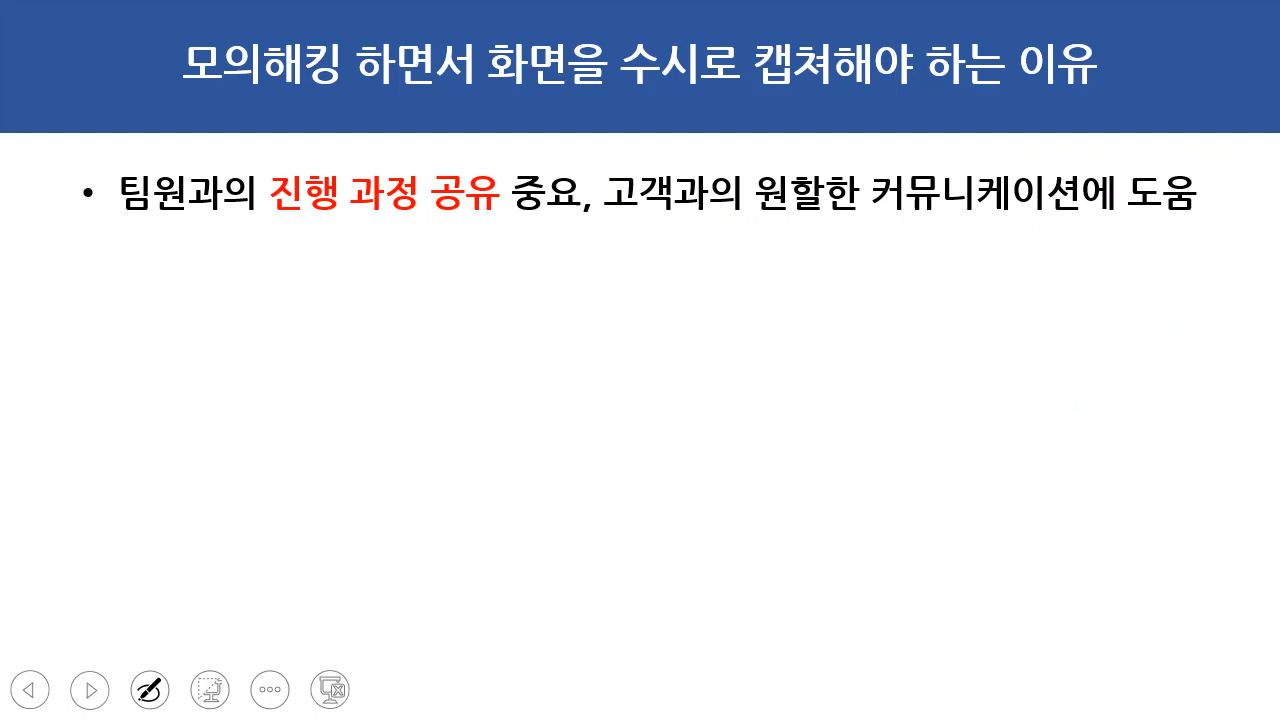 모의해킹 하면서 화면을 수시로 캡쳐해야 하는 이유
• 팀원과의 진행 과정 공유 중요, 고객과의 원할한 커뮤니케이션에 도움